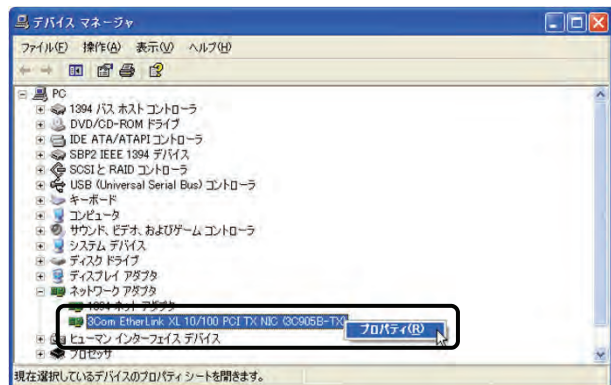 デバイス マネージャ
ファイル(F) 操作(A) 表示(V) ヘルプ(H)
PC
1394 バス ホスト コントローラ
DVD/CD-ROM ドライブ
IDE ATA/ATAPI コントローラ
SBP2 IEEE 1394 デバイス
SCSI と RAID コントローラ
USB (Universal Serial Bus) コントローラ
キーボード
コンピュータ
サウンド、ビデオ、およびゲーム コントローラ
システム デバイス
ディスク ドライブ
ディスプレイ アダプタ
ネットワーク アダプタ
1394 ネット アダプタ
3Com EtherLink XL 10/100 PCI TX NIC (3C905B-TX)
プロパティ(R)
ヒューマン インターフェイス デバイス
プロセッサ
現在選択しているデバイスのプロパティ シートを開きます。